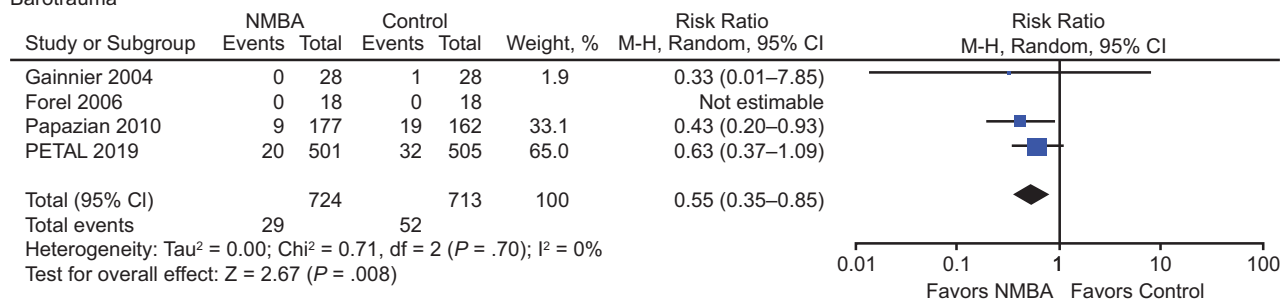 Barotrauma
NMBA Control Risk Ratio Risk Ratio
Study or Subgroup Events Total Events Total Weight, % M-H, Random, 95% CI M-H, Random, 95% CI
Gainnier 2004 0 28 1 28 1.9 0.33 (0.01–7.85)
Forel 2006 0 18 0 18 Not estimable
Papazian 2010 9 177 19 162 33.1 0.43 (0.20–0.93)
PETAL 2019 20 501 32 505 65.0 0.63 (0.37–1.09)
Total (95% CI) 724 713 100 0.55 (0.35–0.85)
Total events 29 52
Heterogeneity: Tau² = 0.00; Chi² = 0.71, df = 2 (P = .70); I² = 0%
Test for overall effect: Z = 2.67 (P = .008)
0.01 0.1 1 10 100
Favors NMBA Favors Control